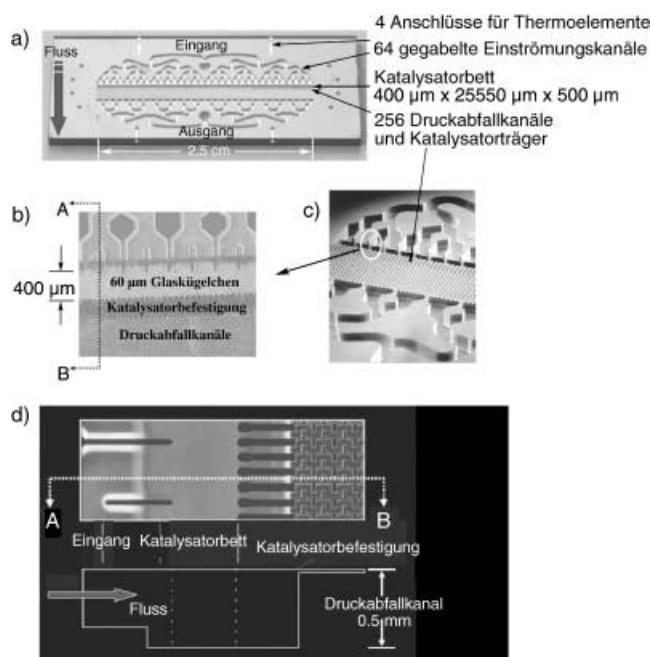 a)
Fluss
Eingang
Ausgang
2.5 cm
4 Anschlüsse für Thermoelemente
64 gegabelte Einströmungskanäle
Katalysatorbett
400 µm x 25550 µm x 500 µm
256 Druckabfallkanäle
und Katalysatorträger
b)
A
400 µm
60 µm Glaskügelchen
Katalysatorbefestigung
Druckabfallkanäle
B
c)
d)
A
B
Eingang
Katalysatorbett
Katalysatorbefestigung
Fluss
Druckabfallkanal
0.5 mm